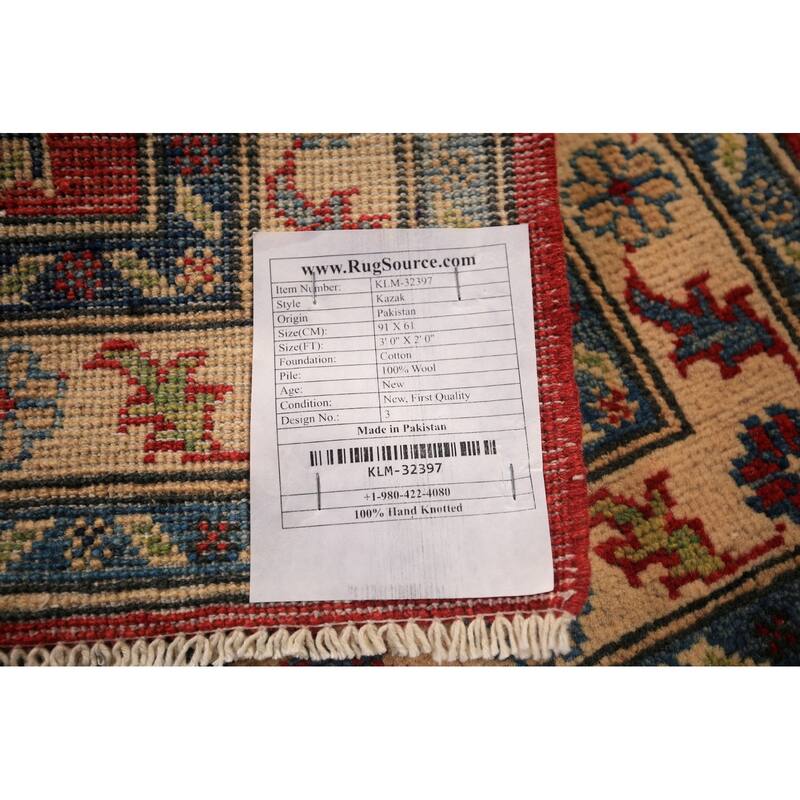 www.RugSource.com
Item Number: KLM-32397
Style Kazak
Origin Pakistan
Size(CM): 91 X 61
Size(FT): 3' 0" X 2' 0"
Foundation: Cotton
Pile: 100% Wool
Age: New
Condition: New, First Quality
Design No.: 3
Made in Pakistan
KLM-32397
+1-980-422-4080
100% Hand Knotted